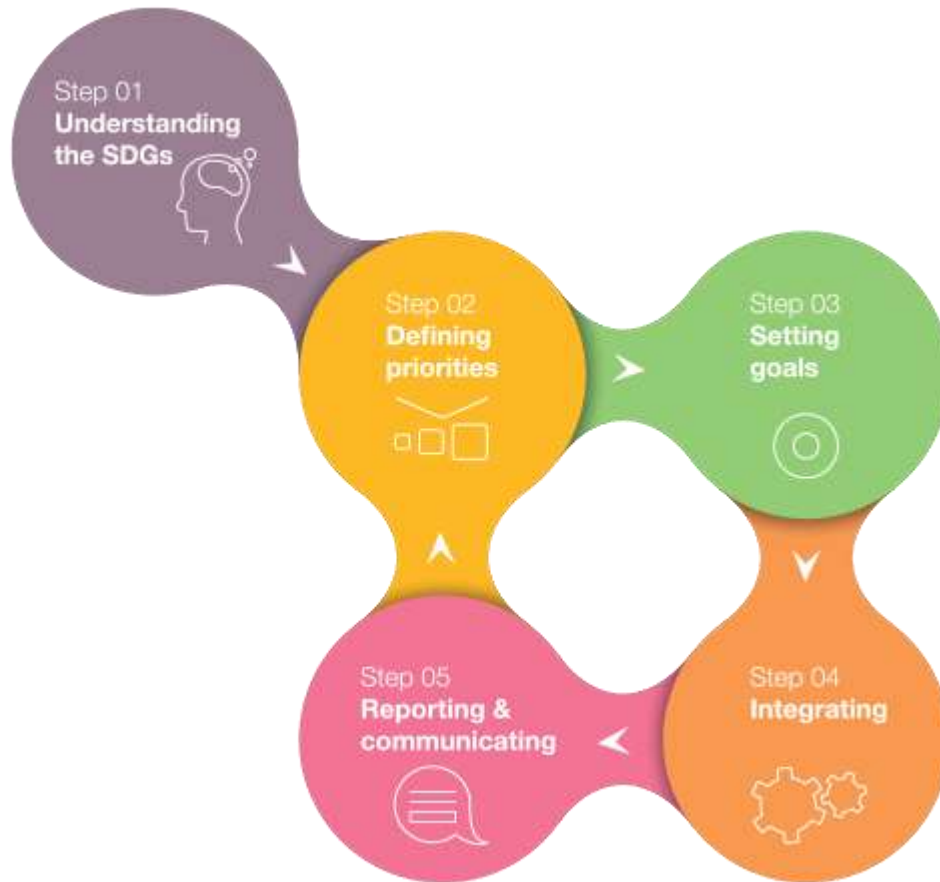 Step 01
Understanding
the SDGs
Step 02
Defining
priorities
Step 03
Setting
goals
Step 04
Integrating
Step 05
Reporting &
communicating